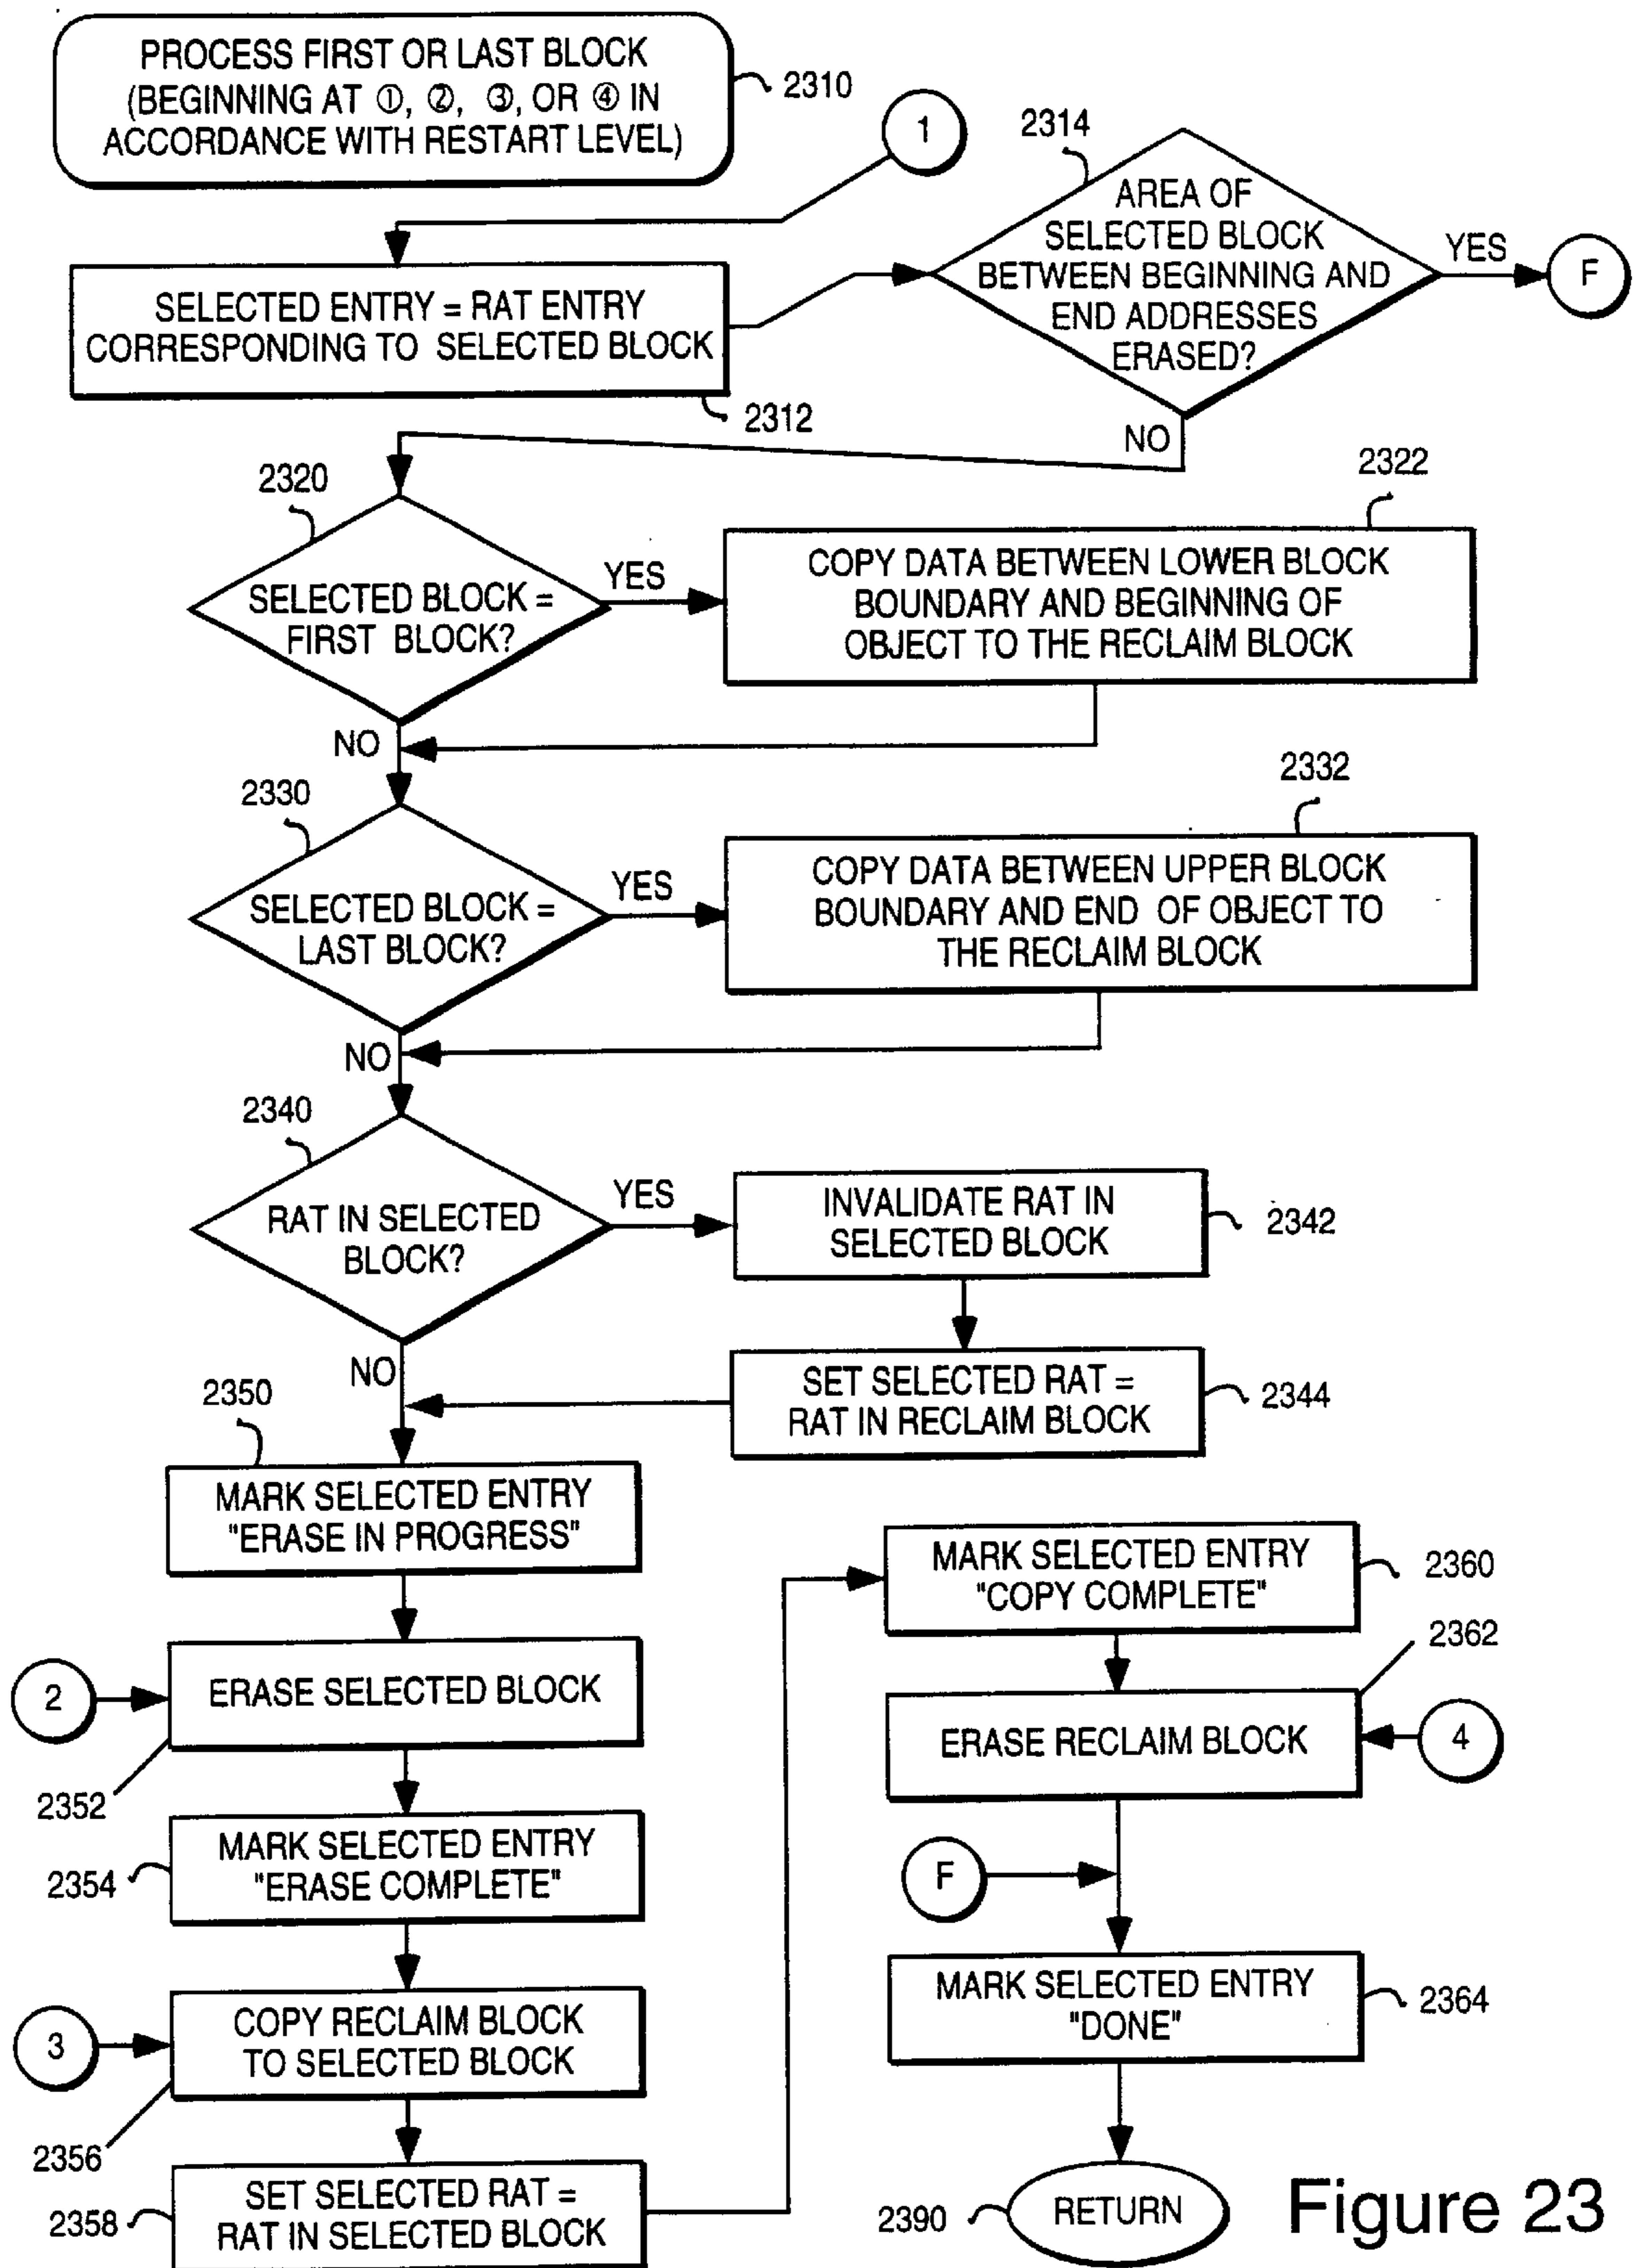 PROCESS FIRST OR LAST BLOCK
(BEGINNING AT ①, ②, ③, OR ④ IN
ACCORDANCE WITH RESTART LEVEL)
2310
1
2314
AREA OF
SELECTED BLOCK
BETWEEN BEGINNING AND
END ADDRESSES
ERASED?
YES
F
SELECTED ENTRY = RAT ENTRY
CORRESPONDING TO SELECTED BLOCK
2312
NO
2320
SELECTED BLOCK =
FIRST BLOCK?
YES
2322
COPY DATA BETWEEN LOWER BLOCK
BOUNDARY AND BEGINNING OF
OBJECT TO THE RECLAIM BLOCK
NO
2330
SELECTED BLOCK =
LAST BLOCK?
YES
2332
COPY DATA BETWEEN UPPER BLOCK
BOUNDARY AND END OF OBJECT TO
THE RECLAIM BLOCK
NO
2340
RAT IN SELECTED
BLOCK?
YES
INVALIDATE RAT IN
SELECTED BLOCK
2342
NO
SET SELECTED RAT =
RAT IN RECLAIM BLOCK
2344
2350
MARK SELECTED ENTRY
"ERASE IN PROGRESS"
2
ERASE SELECTED BLOCK
2352
MARK SELECTED ENTRY
"ERASE COMPLETE"
2354
3
COPY RECLAIM BLOCK
TO SELECTED BLOCK
2356
SET SELECTED RAT =
RAT IN SELECTED BLOCK
2358
MARK SELECTED ENTRY
"COPY COMPLETE"
2360
2362
ERASE RECLAIM BLOCK
4
F
MARK SELECTED ENTRY
"DONE"
2364
2390
RETURN
Figure 23